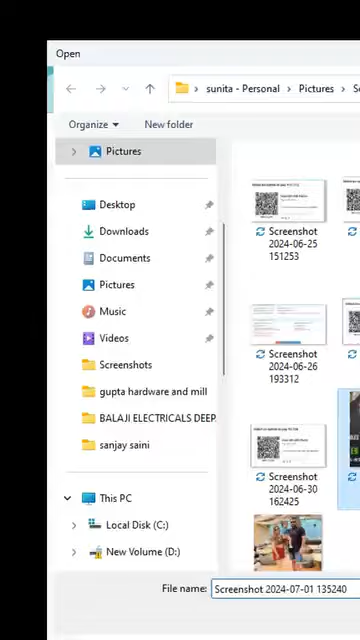 Open
sunita - Personal > Pictures >
Organize
New folder
Pictures
Desktop
Downloads
Documents
Pictures
Music
Videos
Screenshots
gupta hardware and mill
BALAJI ELECTRICALS DEEP
sanjay saini
This PC
Local Disk (C:)
New Volume (D:)
Screenshot
2024-06-25
151253
Screenshot
2024-06-26
193312
Screenshot
2024-06-30
162425
File name: Screenshot 2024-07-01 135240